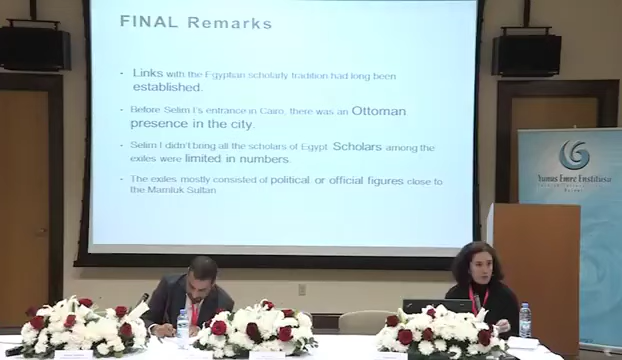 FINAL Remarks
- Links with the Egyptian scholarly tradition had long been
established.
- Before Selim I's entrance in Cairo, there was an Ottoman
presence in the city.
- Selim I didn't bring all the scholars of Egypt. Scholars among the
exiles were limited in numbers.
- The exiles mostly consisted of political or official figures close to
the Mamluk Sultan
Yunus Emre Enstitüsü